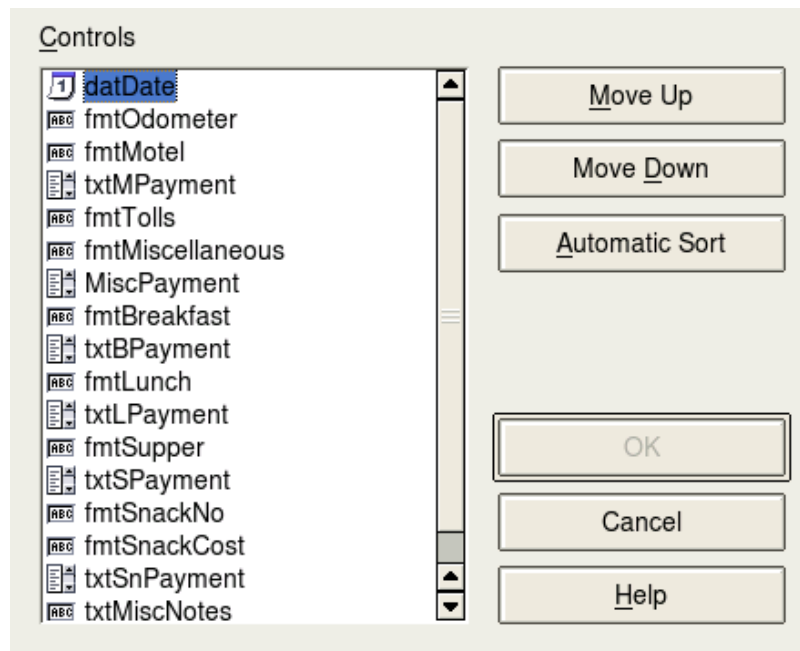 Controls
datDate
fmtOdometer
fmtMotel
txtMPayment
fmtTolls
fmtMiscellaneous
MiscPayment
fmtBreakfast
txtBPayment
fmtLunch
txtLPayment
fmtSupper
txtSPayment
fmtSnackNo
fmtSnackCost
txtSnPayment
txtMiscNotes
Move Up
Move Down
Automatic Sort
OK
Cancel
Help